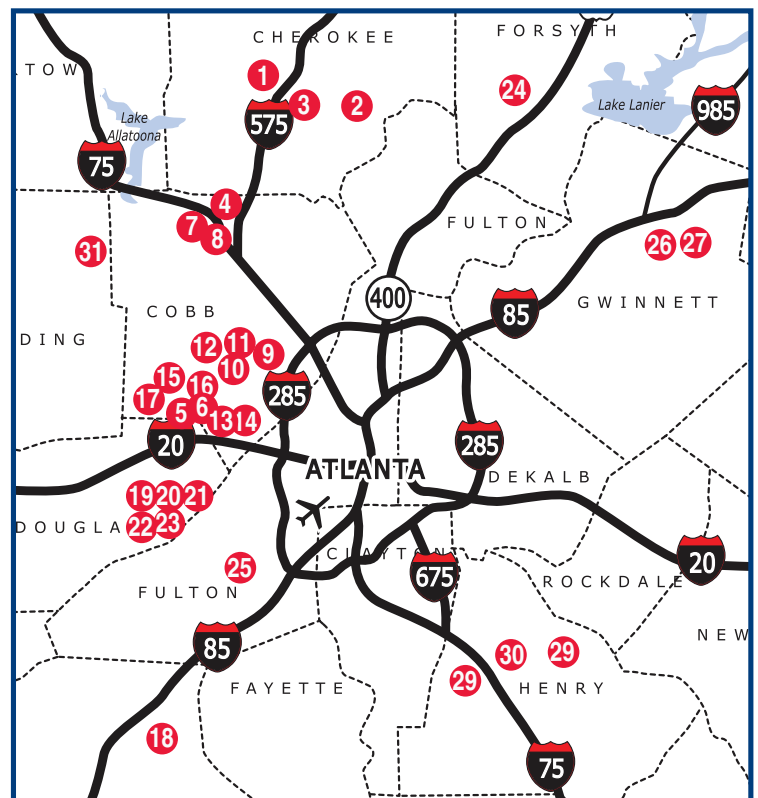 CHEROKEE
FORSYTH
TOW
1
24
3
2
Lake Lanier
985
Lake
Allatoona
575
75
4
7
8
FULTON
26
27
31
400
GWINNETT
COBB
85
DING
12
11
9
10
15
16
285
17
5
6
13
14
20
285
ATLANTA
DEKALB
19
20
21
DOUGLA
22
23
CLAYTON
20
25
675
ROCKDALE
FULTON
85
NEW
30
29
29
FAYETTE
HENRY
18
75